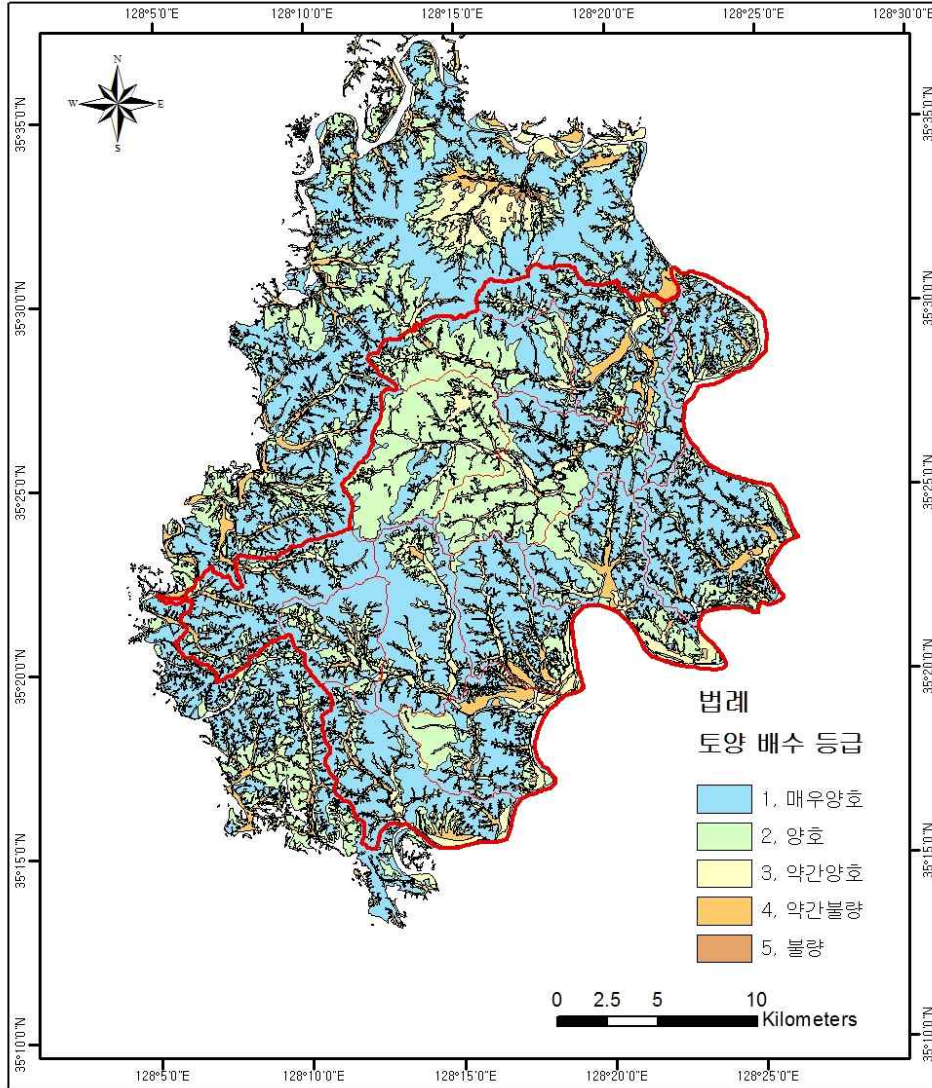 128°5'0"E 128°10'0"E 128°15'0"E 128°20'0"E 128°25'0"E 128°30'0"E
N
W E
S
35°35'0"N 35°35'0"N
35°30'0"N 35°30'0"N
35°25'0"N 35°25'0"N
35°20'0"N 35°20'0"N
범례
토양 배수 등급
1, 매우양호
2, 양호
3, 약간양호
4, 약간불량
5, 불량
35°15'0"N 35°15'0"N
0 2.5 5 10
Kilometers
35°10'0"N 35°10'0"N
128°5'0"E 128°10'0"E 128°15'0"E 128°20'0"E 128°25'0"E